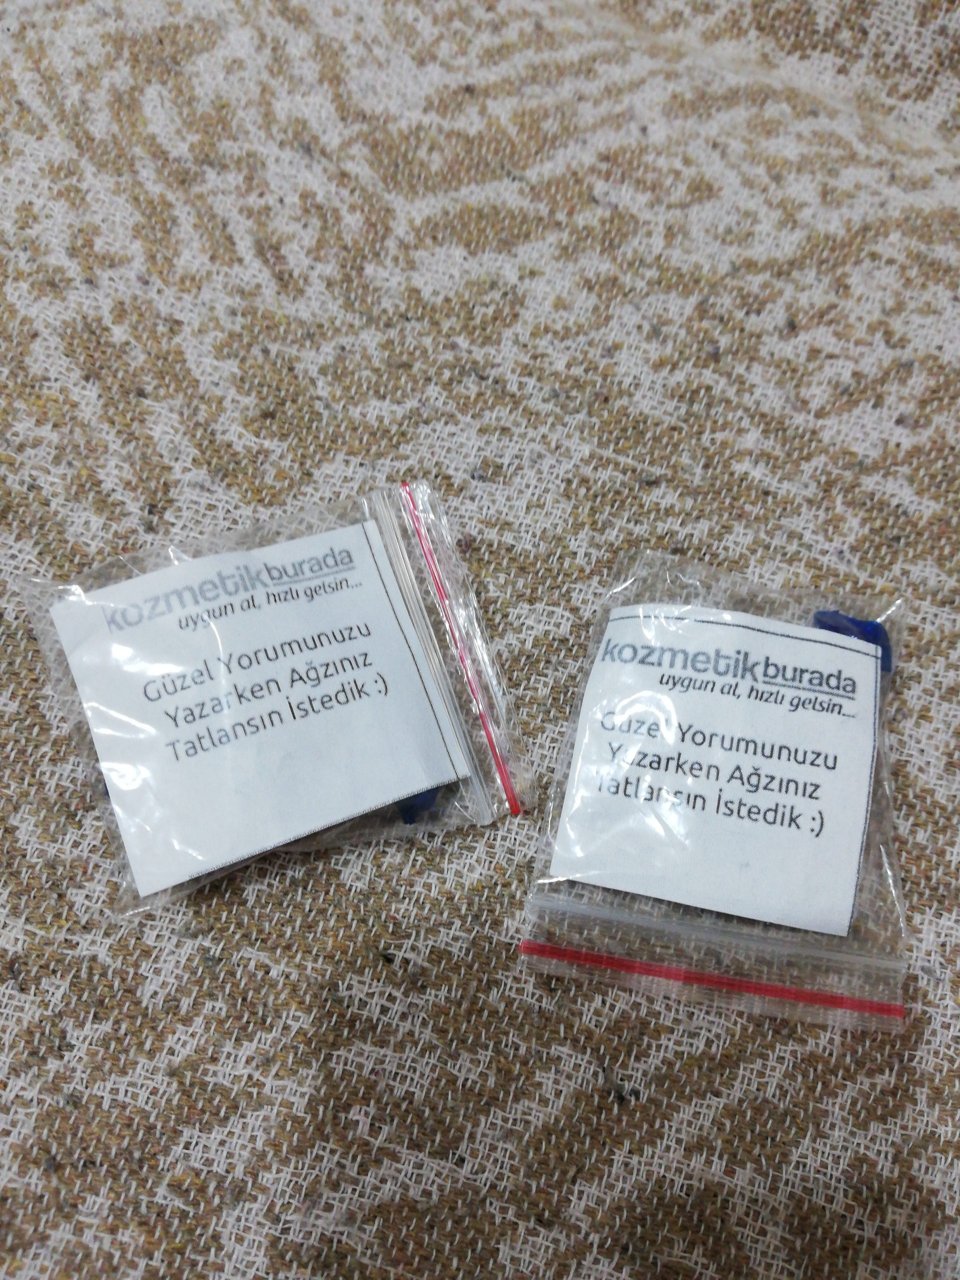 kozmetikburada
uygun al, hızlı gelsin...
Güzel Yorumunuzu
Yazarken Ağzınız
Tatlansın İstedik :)
kozmetikburada
uygun al, hızlı gelsin...
Güzel Yorumunuzu
Yazarken Ağzınız
Tatlansın İstedik :)